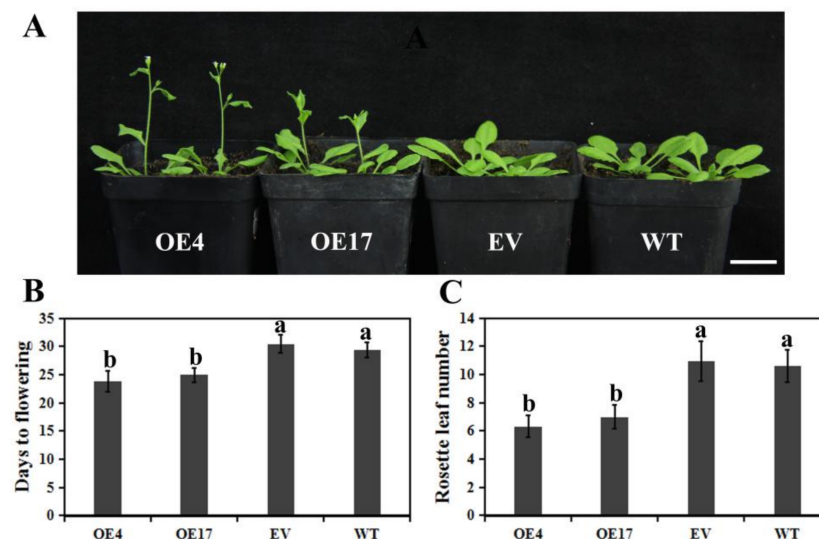 A
A
OE4 OE17 EV WT
B
Days to flowering
35
30
25
20
15
10
5
0
b b a a
OE4 OE17 EV WT
C
Rosette leaf number
14
12
10
8
6
4
2
0
b b a a
OE4 OE17 EV WT